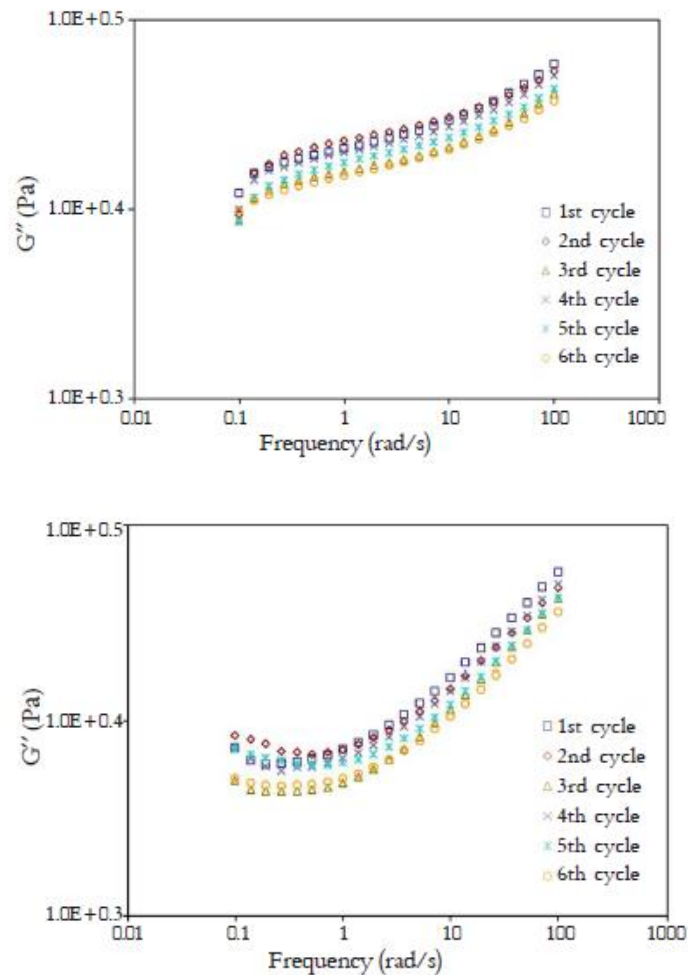 1.0E+0.5
1.0E+0.4
1.0E+0.3
G″ (Pa)
0.01
0.1
1
10
100
1000
Frequency (rad/s)
1st cycle
2nd cycle
3rd cycle
4th cycle
5th cycle
6th cycle
1.0E+0.5
1.0E+0.4
1.0E+0.3
G″ (Pa)
0.01
0.1
1
10
100
1000
Frequency (rad/s)
1st cycle
2nd cycle
3rd cycle
4th cycle
5th cycle
6th cycle